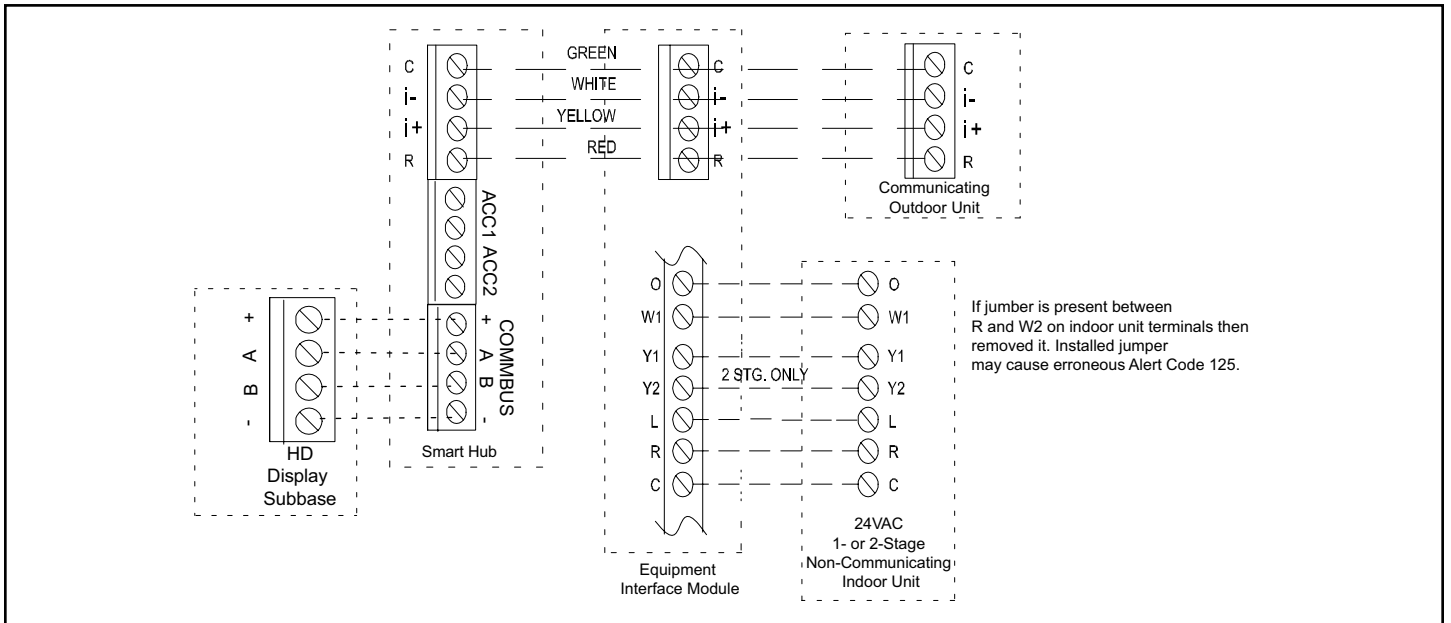 GREEN
WHITE
YELLOW
RED
C
i-
i+
R
C
i-
i+
R
C
i-
i+
R
Communicating
Outdoor Unit
ACC1 ACC2
+
A
B
-
COMMBUS
Smart Hub
+
A
B
-
HD
Display
Subbase
O
W1
Y1
Y2
L
R
C
2 STG. ONLY
Equipment
Interface Module
O
W1
Y1
Y2
L
R
C
24VAC
1- or 2-Stage
Non-Communicating
Indoor Unit
If jumber is present between
R and W2 on indoor unit terminals then
removed it. Installed jumper
may cause erroneous Alert Code 125.